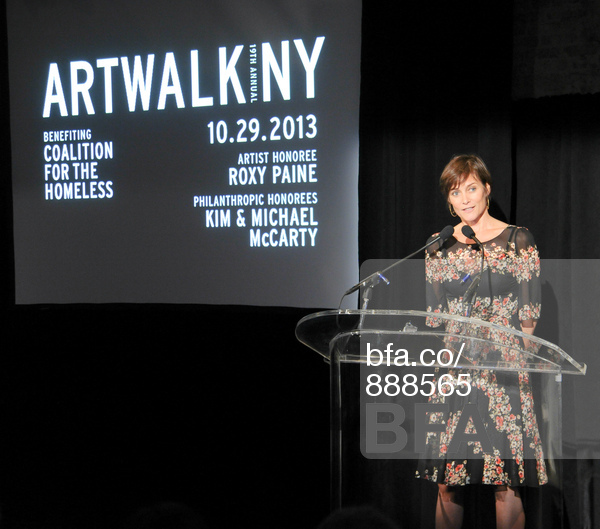 ARTWALK 19TH ANNUAL NY
BENEFITING
COALITION
FOR THE
HOMELESS
10.29.2013
ARTIST HONOREE
ROXY PAINE
PHILANTHROPIC HONOREES
KIM & MICHAEL
McCARTY
bfa.co/
888565
BFA